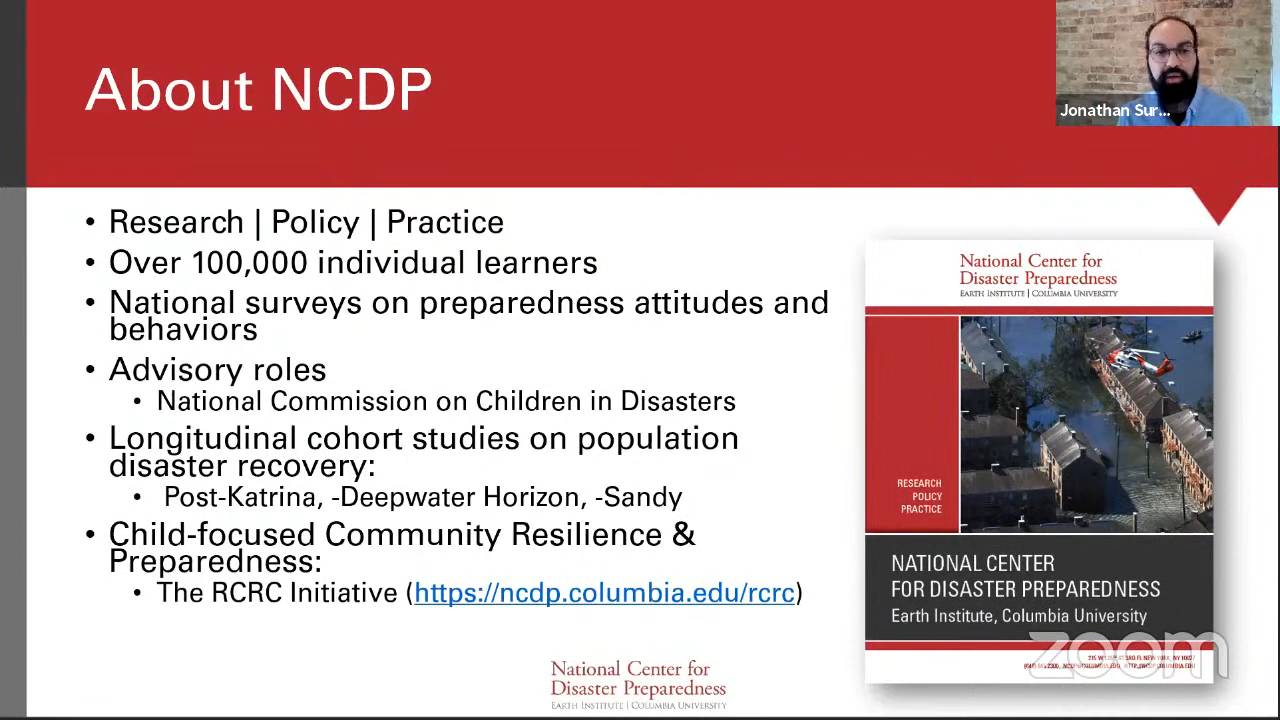 About NCDP
Jonathan Sur...
• Research | Policy | Practice
• Over 100,000 individual learners
• National surveys on preparedness attitudes and
behaviors
• Advisory roles
• National Commission on Children in Disasters
• Longitudinal cohort studies on population
disaster recovery:
• Post-Katrina, -Deepwater Horizon, -Sandy
• Child-focused Community Resilience &
Preparedness:
• The RCRC Initiative (https://ncdp.columbia.edu/rcrc)
National Center for
Disaster Preparedness
EARTH INSTITUTE | COLUMBIA UNIVERSITY
RESEARCH
POLICY
PRACTICE
NATIONAL CENTER
FOR DISASTER PREPAREDNESS
Earth Institute, Columbia University
zoom
National Center for
Disaster Preparedness
EARTH INSTITUTE | COLUMBIA UNIVERSITY